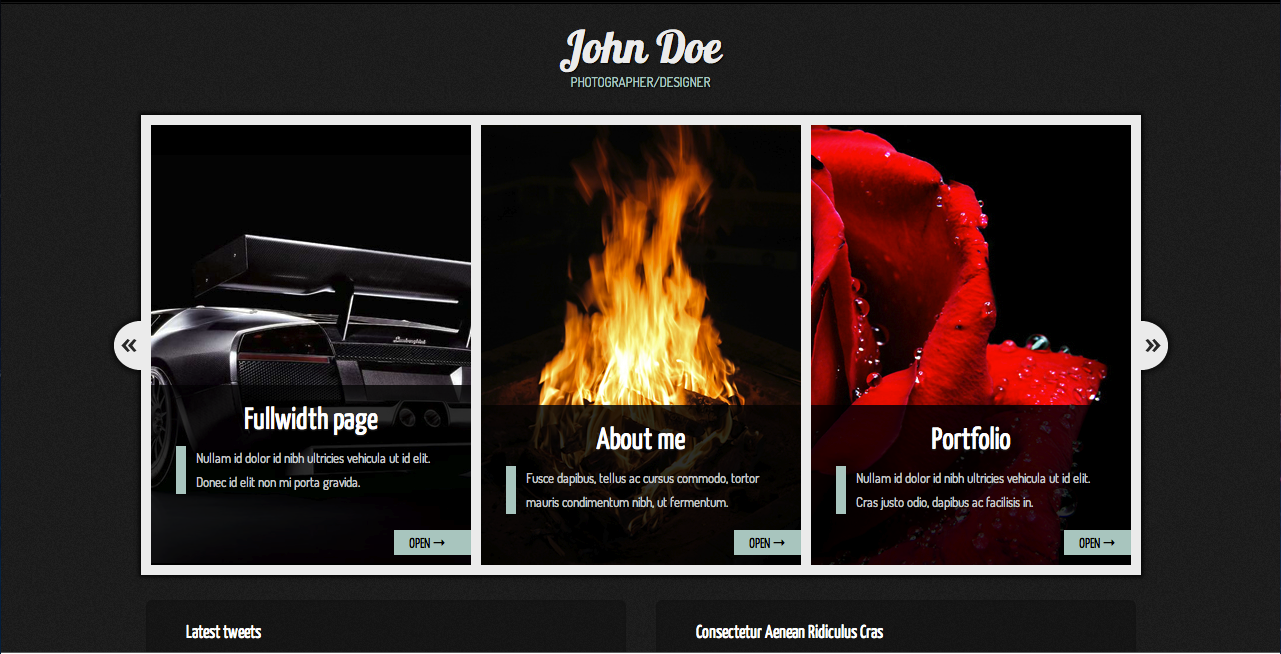 John Doe
PHOTOGRAPHER/DESIGNER
«
»
Lamborghini
Fullwidth page
Nullam id dolor id nibh ultricies vehicula ut id elit.
Donec id elit non mi porta gravida.
OPEN →
About me
Fusce dapibus, tellus ac cursus commodo, tortor
mauris condimentum nibh, ut fermentum.
OPEN →
Portfolio
Nullam id dolor id nibh ultricies vehicula ut id elit.
Cras justo odio, dapibus ac facilisis in.
OPEN →
Latest tweets
Consectetur Aenean Ridiculus Cras